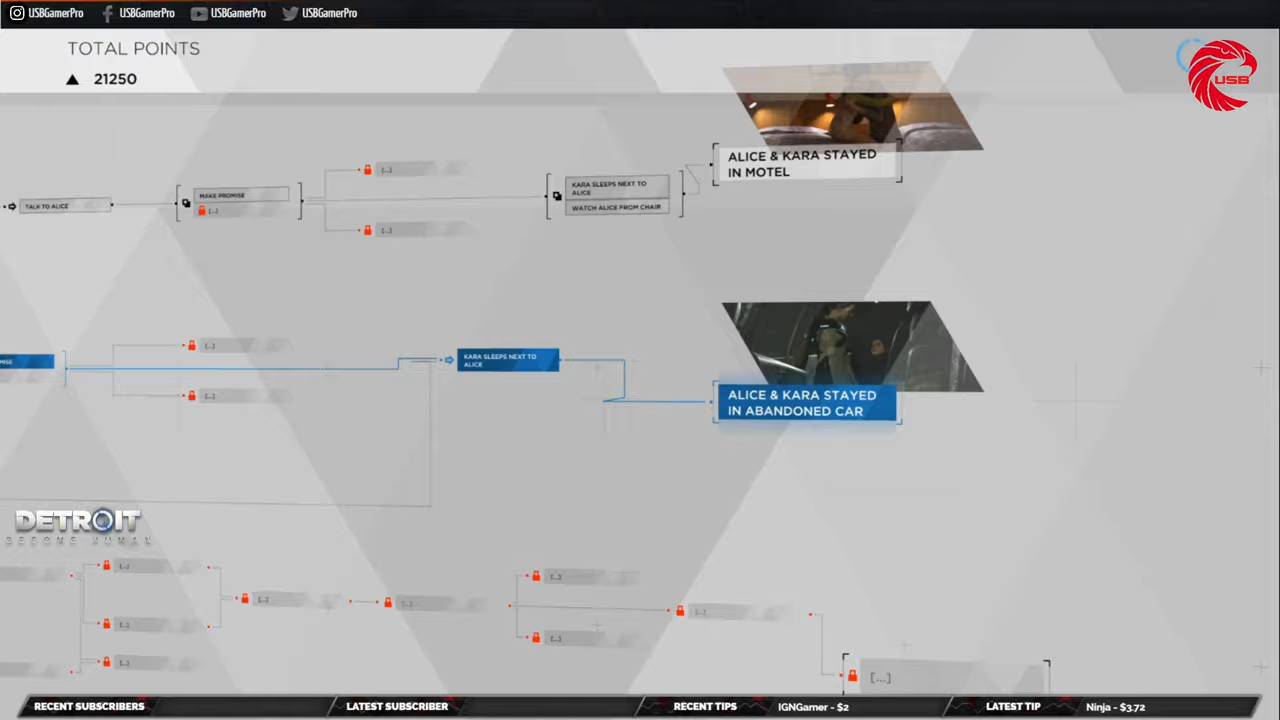 USBGamerPro USBGamerPro USBGamerPro USBGamerPro
TOTAL POINTS
21250
USB
ALICE & KARA STAYED
IN MOTEL
[...]
KARA SLEEPS NEXT TO
ALICE
WATCH ALICE FROM CHAIR
MAKE PROMISE
[...]
TALK TO ALICE
[...]
[...]
MISE
KARA SLEEPS NEXT TO
ALICE
[...]
ALICE & KARA STAYED
IN ABANDONED CAR
DETROIT
BECOME HUMAN
[...]
[...]
[...]
[...]
[...]
[...]
[...]
[...]
[...]
RECENT SUBSCRIBERS LATEST SUBSCRIBER RECENT TIPS IGNGamer - $2 LATEST TIP Ninja - $3.72